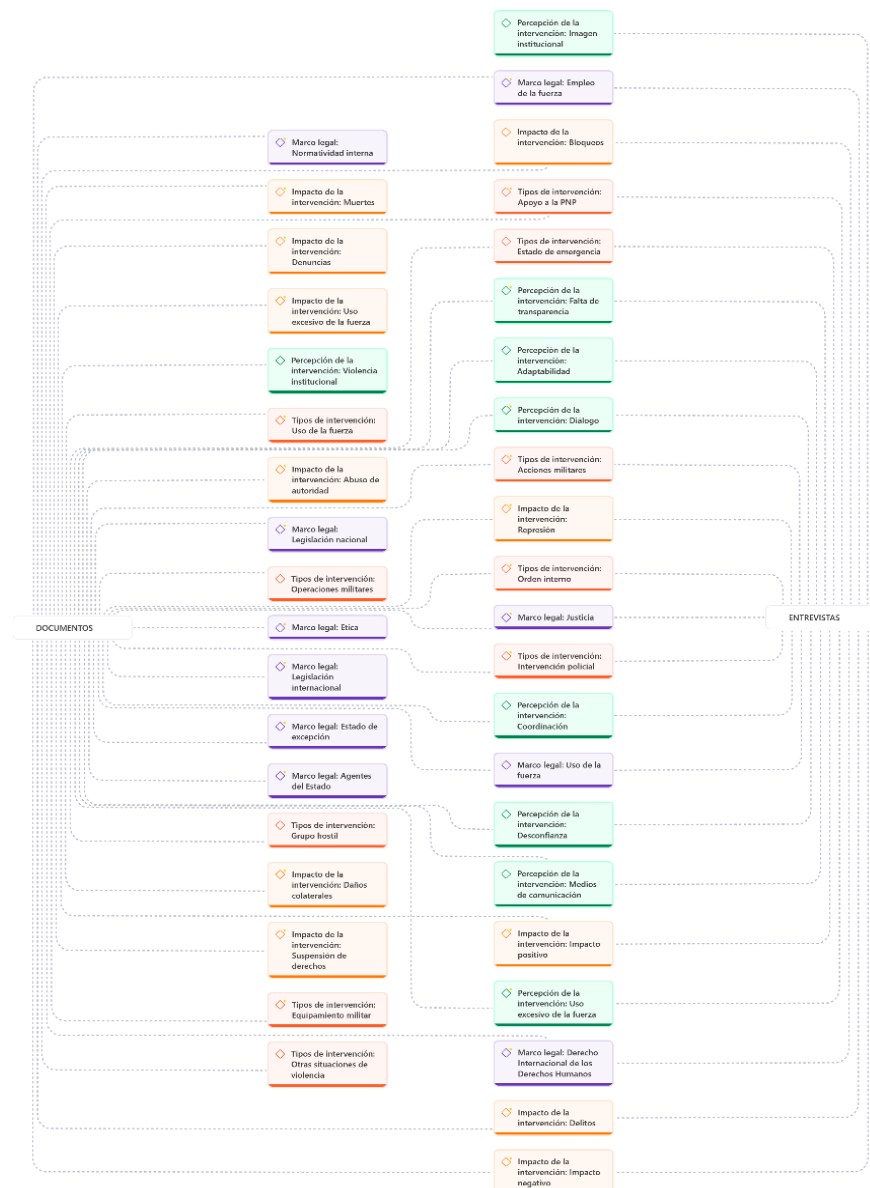 Percepción de la
intervención: Imagen
institucional
Marco legal: Empleo
de la fuerza
Impacto de la
intervención: Bloqueos
Marco legal:
Normatividad interna
Tipos de intervención:
Apoyo a la PNP
Impacto de la
intervención: Muertes
Tipos de intervención:
Estado de emergencia
Impacto de la
intervención:
Denuncias
Percepción de la
intervención: Falta de
transparencia
Impacto de la
intervención: Uso
excesivo de la fuerza
Percepción de la
intervención:
Adaptabilidad
Percepción de la
intervención: Violencia
institucional
Percepción de la
intervención: Dialogo
Tipos de intervención:
Uso de la fuerza
Tipos de intervención:
Acciones militares
Impacto de la
intervención: Abuso de
autoridad
Impacto de la
intervención:
Represión
Marco legal:
Legislación nacional
Tipos de intervención:
Orden interno
Tipos de intervención:
Operaciones militares
Marco legal: Justicia
ENTREVISTAS
DOCUMENTOS
Marco legal: Etica
Tipos de intervención:
Intervención policial
Marco legal:
Legislación
internacional
Percepción de la
intervención:
Coordinación
Marco legal: Estado de
excepción
Marco legal: Uso de la
fuerza
Marco legal: Agentes
del Estado
Percepción de la
intervención:
Desconfianza
Tipos de intervención:
Grupo hostil
Percepción de la
intervención: Medios
de comunicación
Impacto de la
intervención: Daños
colaterales
Impacto de la
intervención: Impacto
positivo
Impacto de la
intervención:
Suspensión de
derechos
Percepción de la
intervención: Uso
excesivo de la fuerza
Tipos de intervención:
Equipamiento militar
Marco legal: Derecho
Internacional de los
Derechos Humanos
Tipos de intervención:
Otras situaciones de
violencia
Impacto de la
intervención: Delitos
Impacto de la
intervención: Impacto
negativo